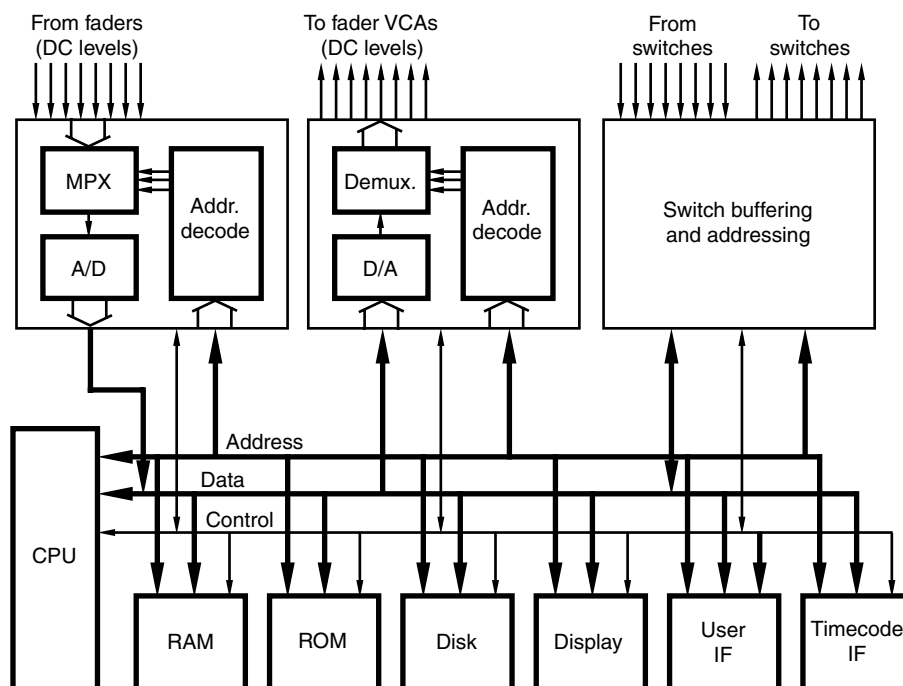 From faders
(DC levels)
To fader VCAs
(DC levels)
From
switches
To
switches
MPX
Addr.
decode
A/D
Demux.
Addr.
decode
D/A
Switch buffering
and addressing
Address
Data
Control
CPU
RAM
ROM
Disk
Display
User
IF
Timecode
IF